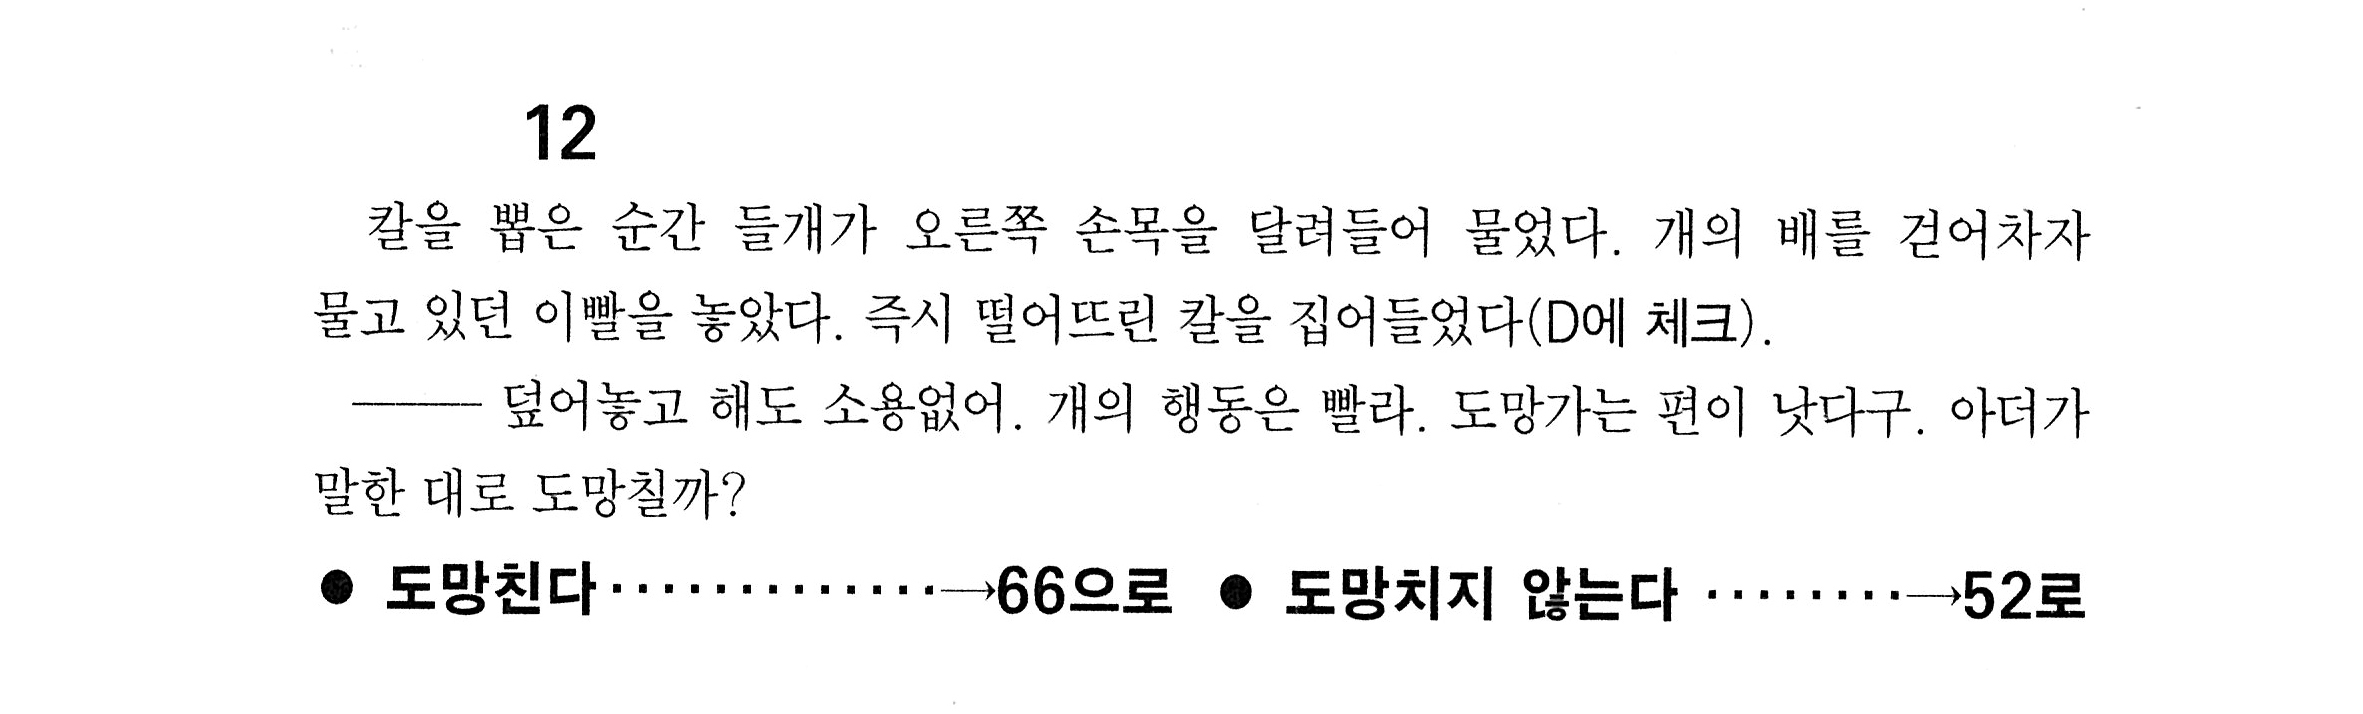 12
칼을 뽑은 순간 들개가 오른쪽 손목을 달려들어 물었다. 개의 배를 걷어차자
물고 있던 이빨을 놓았다. 즉시 떨어뜨린 칼을 집어들었다(D에 체크).
—— 덮어놓고 해도 소용없어. 개의 행동은 빨라. 도망가는 편이 낫다구. 아더가
말한 대로 도망칠까?
● 도망친다·············→66으로 ● 도망치지 않는다 ········→52로